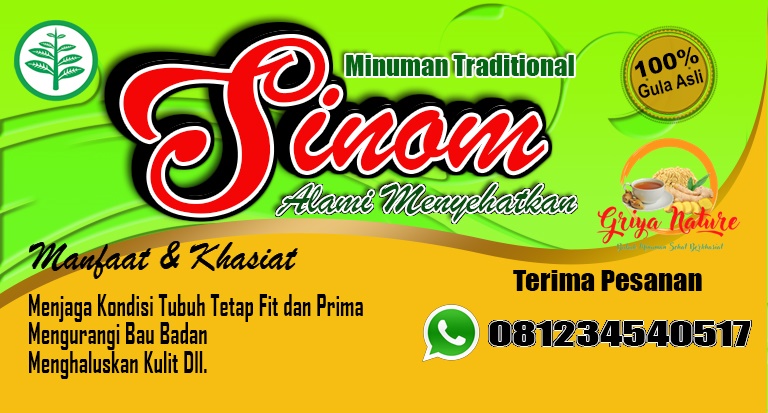 Minuman Traditional
Sinom
Alami Menyehatkan
100%
Gula Asli
Griya Nature
Manfaat & Khasiat
Menjaga Kondisi Tubuh Tetap Fit dan Prima
Mengurangi Bau Badan
Menghaluskan Kulit Dll.
Terima Pesanan
081234540517